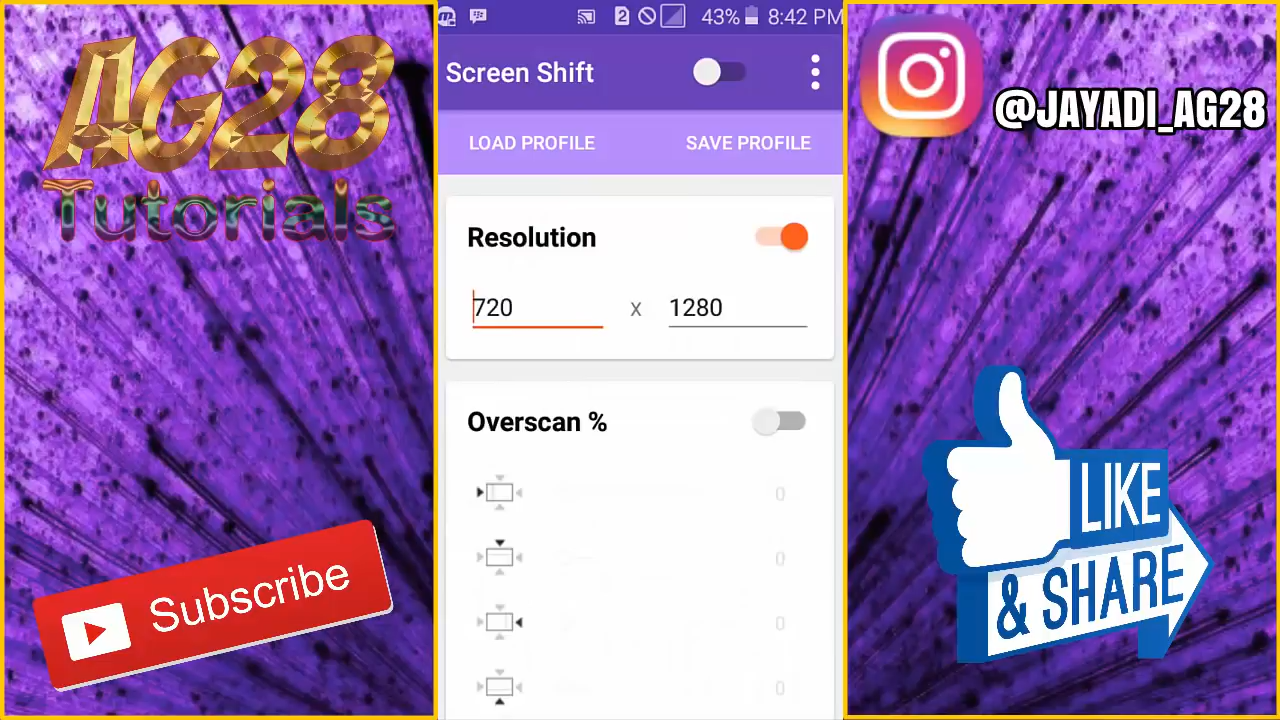 AG28
Tutorials
Subscribe
2 43% 8:42 PM
Screen Shift
LOAD PROFILE SAVE PROFILE
Resolution
720 x 1280
Overscan %
0
0
0
0
@JAYADI_AG28
LIKE
& SHARE